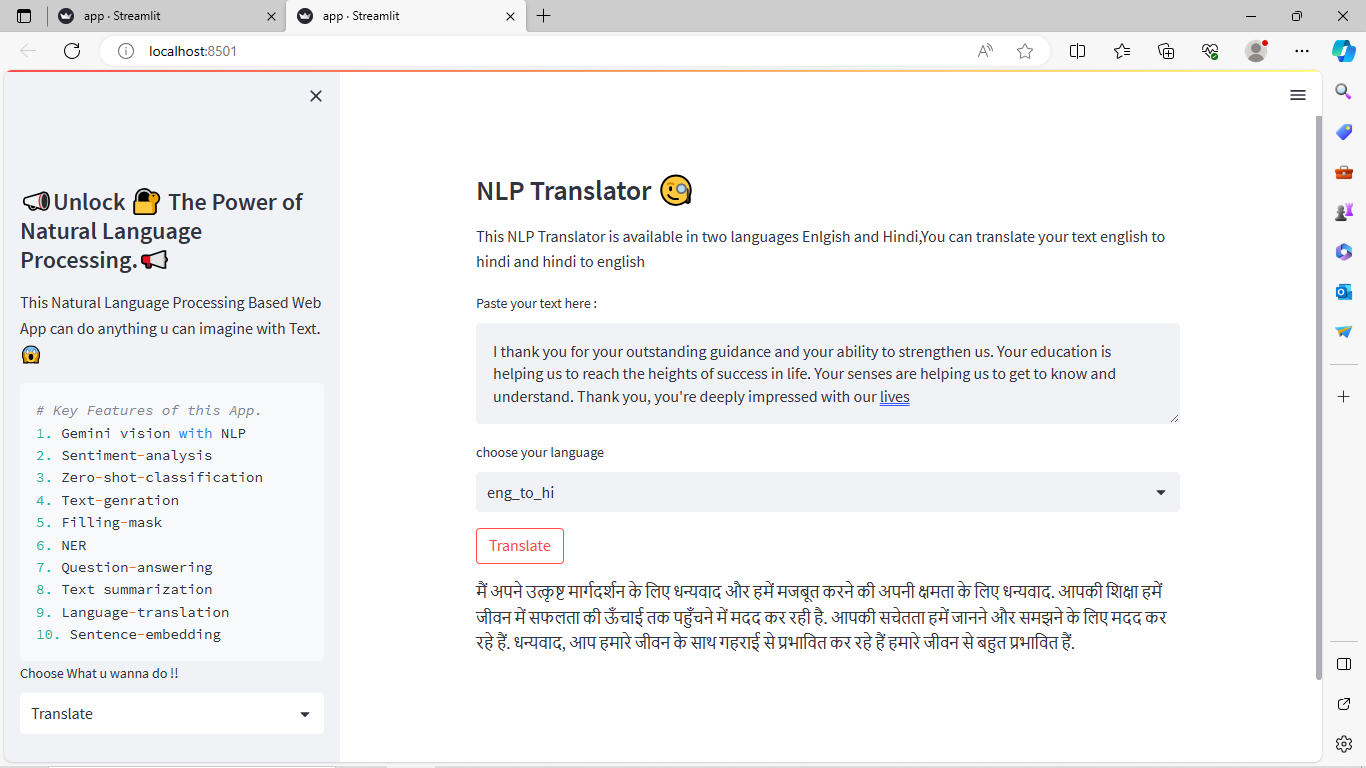 app · Streamlit
app · Streamlit
localhost:8501
Unlock The Power of
Natural Language
Processing.
This Natural Language Processing Based Web
App can do anything u can imagine with Text.
# Key Features of this App.
1. Gemini vision with NLP
2. Sentiment-analysis
3. Zero-shot-classification
4. Text-genration
5. Filling-mask
6. NER
7. Question-answering
8. Text summarization
9. Language-translation
10. Sentence-embedding
Choose What u wanna do !!
Translate
NLP Translator
This NLP Translator is available in two languages Enlgish and Hindi,You can translate your text english to
hindi and hindi to english
Paste your text here :
I thank you for your outstanding guidance and your ability to strengthen us. Your education is
helping us to reach the heights of success in life. Your senses are helping us to get to know and
understand. Thank you, you're deeply impressed with our lives
choose your language
eng_to_hi
Translate
मैं अपने उत्कृष्ट मार्गदर्शन के लिए धन्यवाद और हमें मजबूत करने की अपनी क्षमता के लिए धन्यवाद. आपकी शिक्षा हमें
जीवन में सफलता की ऊँचाई तक पहुँचने में मदद कर रही है. आपकी सचेतता हमें जानने और समझने के लिए मदद कर
रहे हैं. धन्यवाद, आप हमारे जीवन के साथ गहराई से प्रभावित कर रहे हैं हमारे जीवन से बहुत प्रभावित हैं.